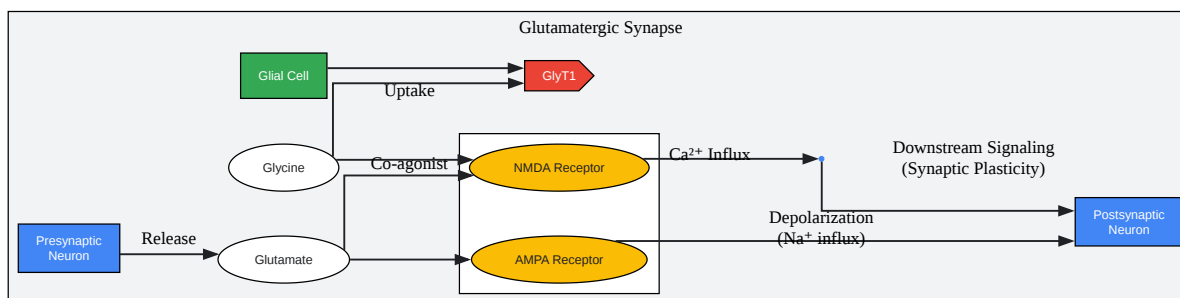 Glutamatergic Synapse
Glial Cell
GlyT1
Uptake
Glycine
Co-agonist
NMDA Receptor
Ca²⁺ Influx
Downstream Signaling
(Synaptic Plasticity)
Presynaptic
Neuron
Release
Glutamate
AMPA Receptor
Depolarization
(Na⁺ influx)
Postsynaptic
Neuron